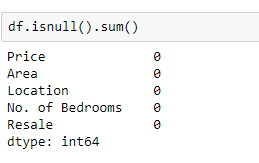 df.isnull().sum()
Price 0
Area 0
Location 0
No. of Bedrooms 0
Resale 0
dtype: int64